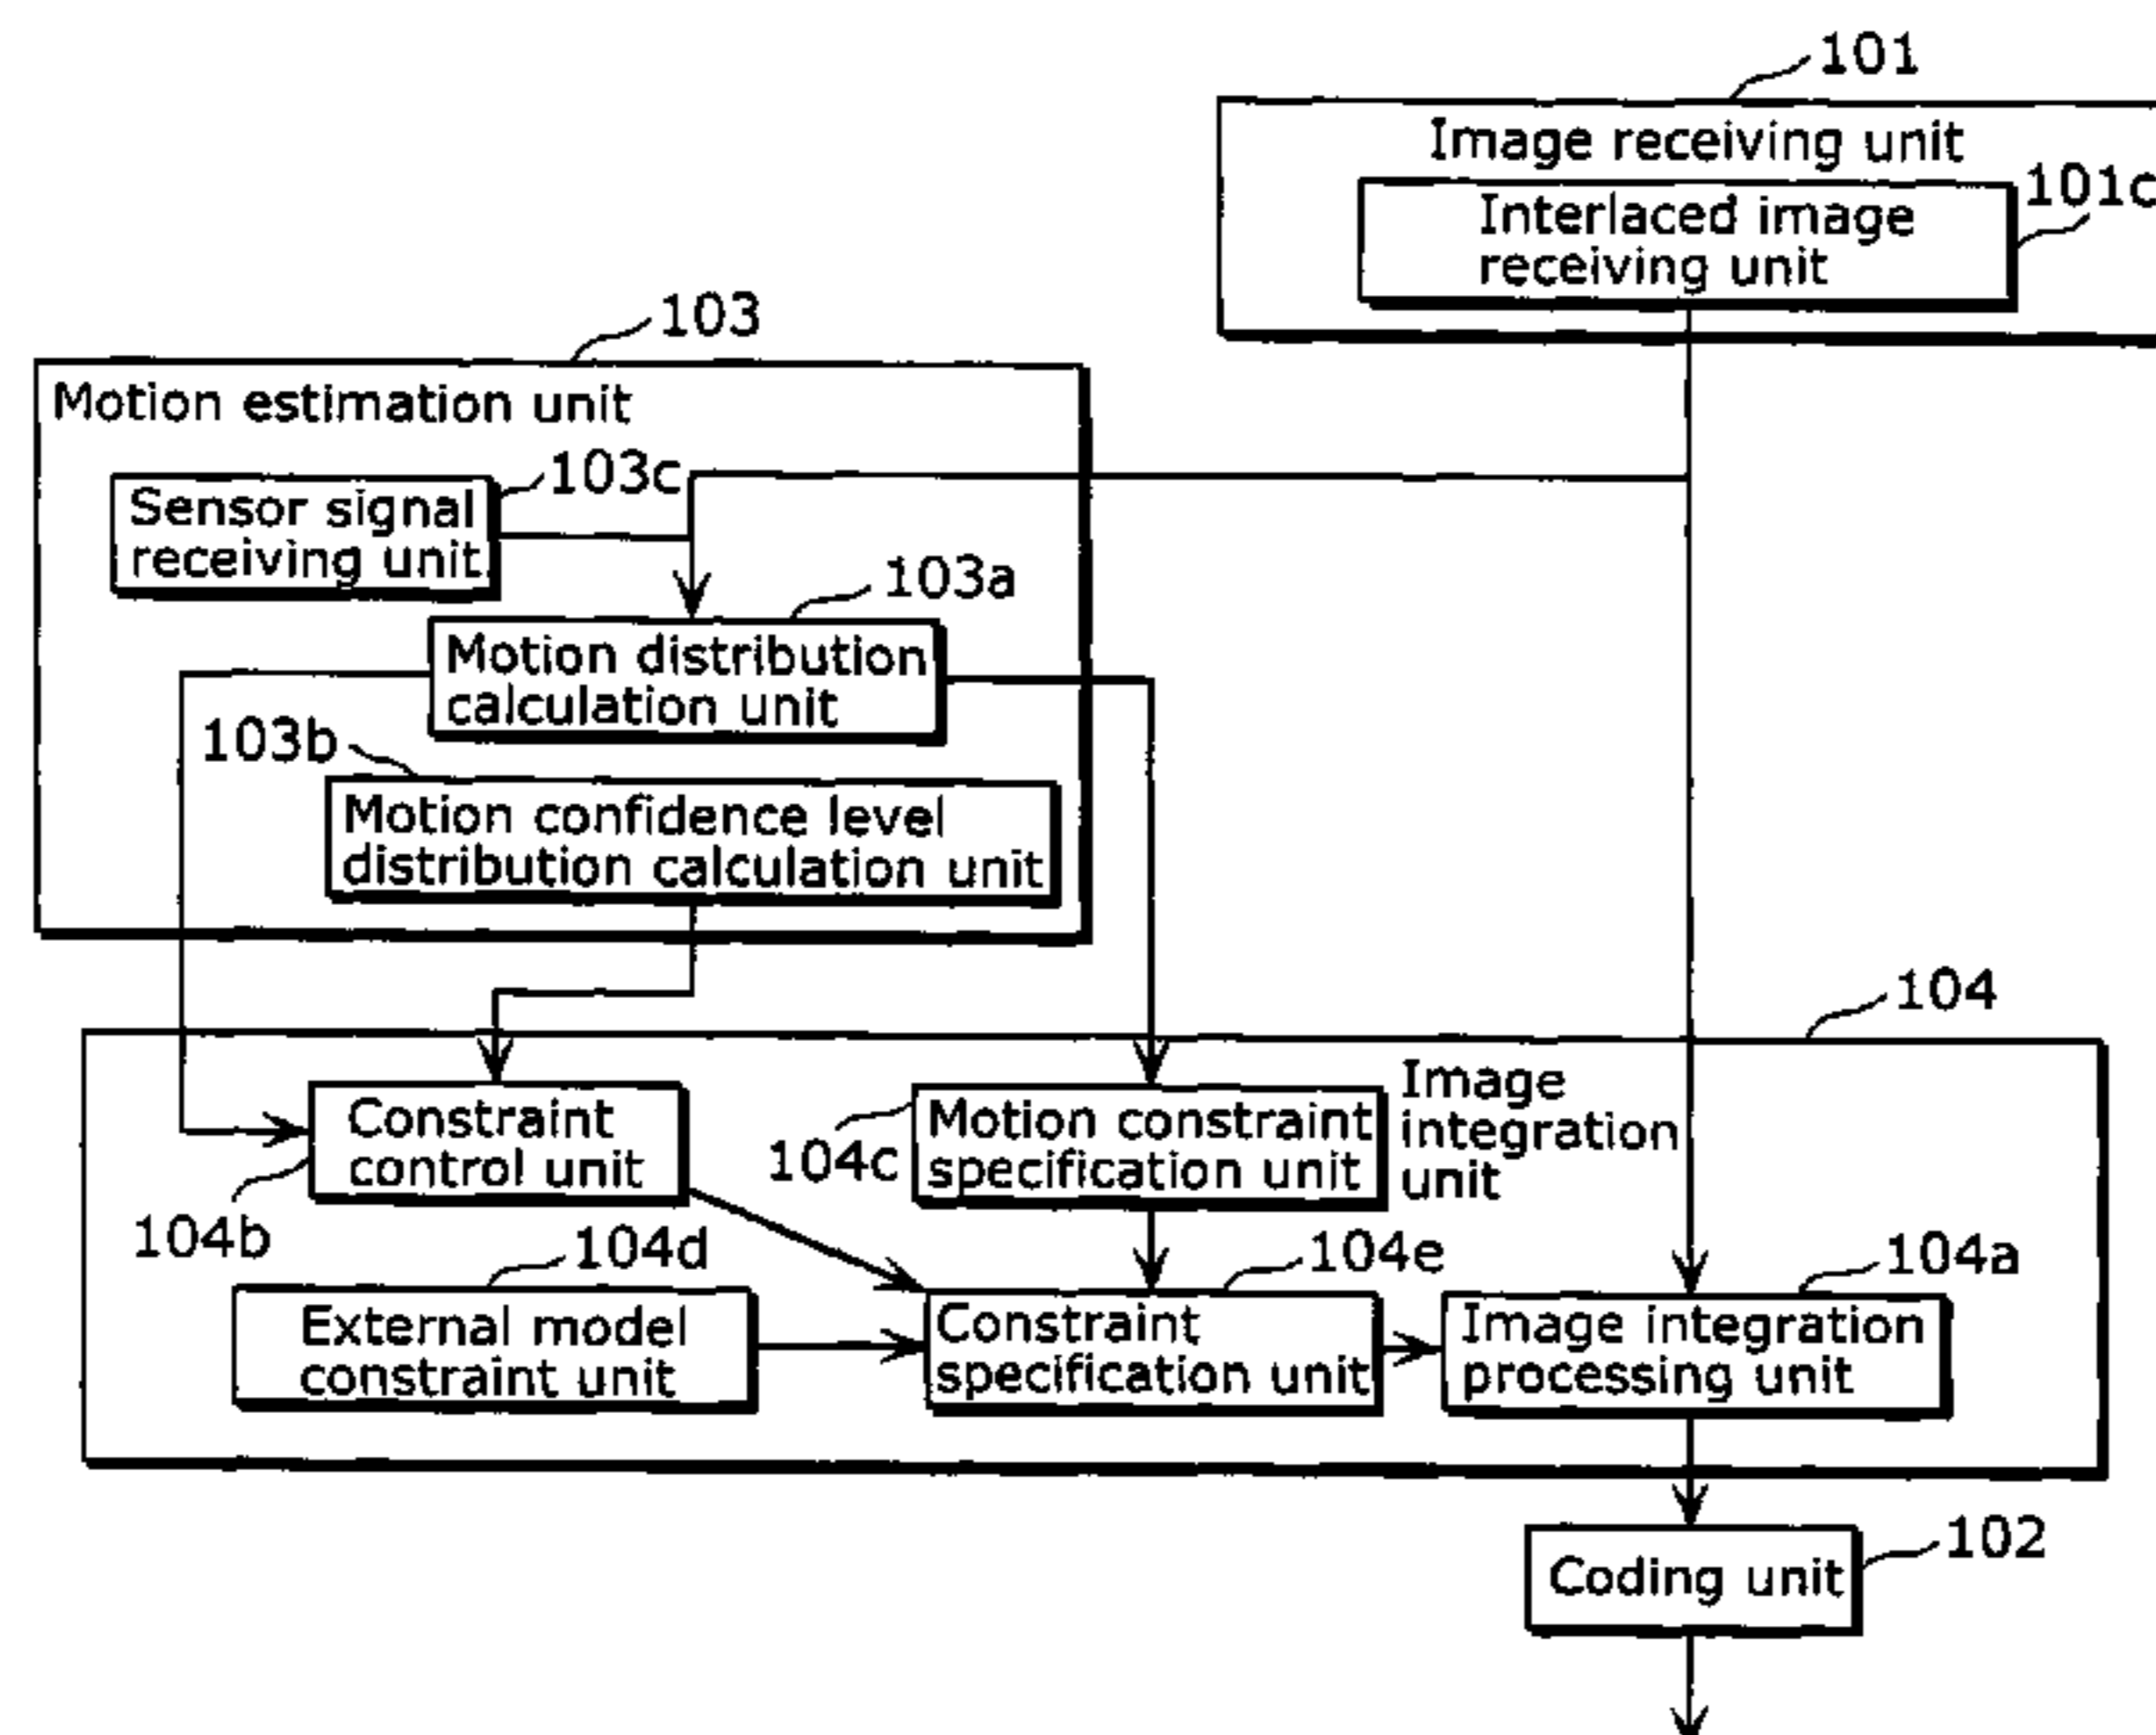 101
Image receiving unit
101c
Interlaced image
receiving unit
103
Motion estimation unit
103c
Sensor signal
receiving unit
103a
Motion distribution
calculation unit
103b
Motion confidence level
distribution calculation unit
104
Constraint
control unit
104b
Motion constraint
specification unit
104c
Image
integration
unit
104d
External model
constraint unit
104e
Constraint
specification unit
104a
Image integration
processing unit
102
Coding unit